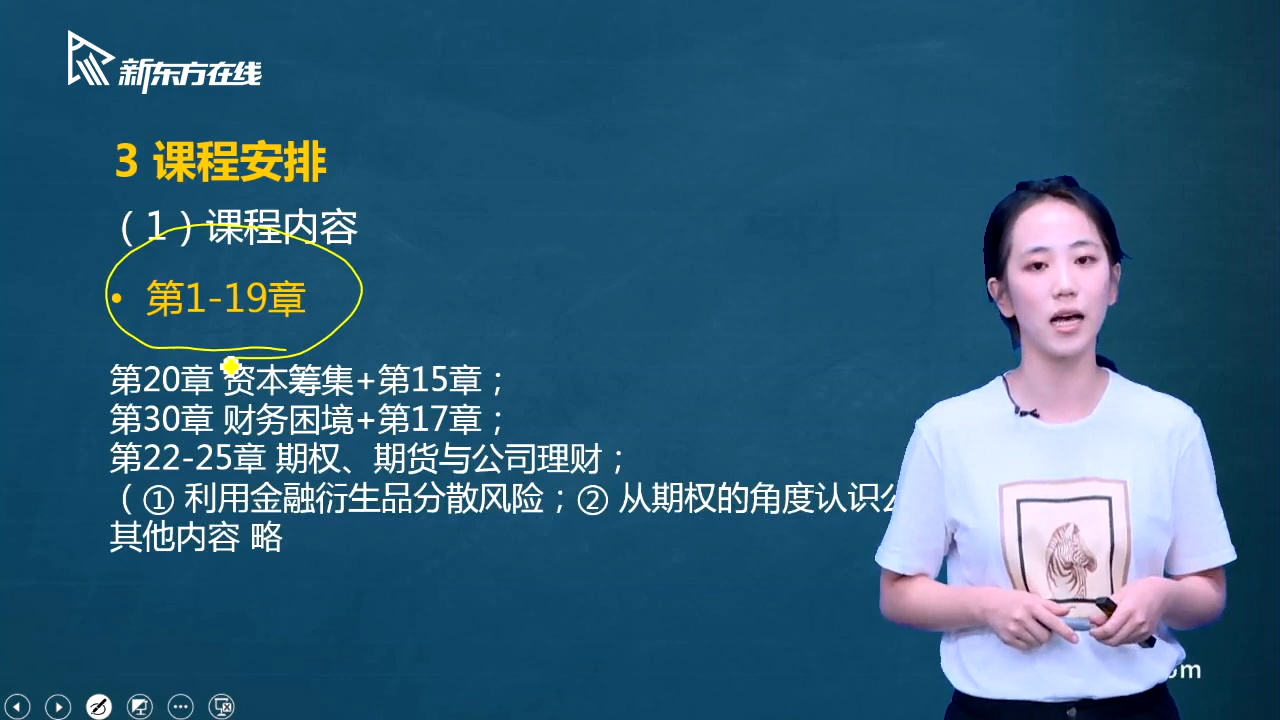 新东方在线
3 课程安排
（1）课程内容
• 第1-19章
第20章 资本筹集+第15章；
第30章 财务困境+第17章；
第22-25章 期权、期货与公司理财；
（① 利用金融衍生品分散风险；② 从期权的角度认识公
其他内容 略
om